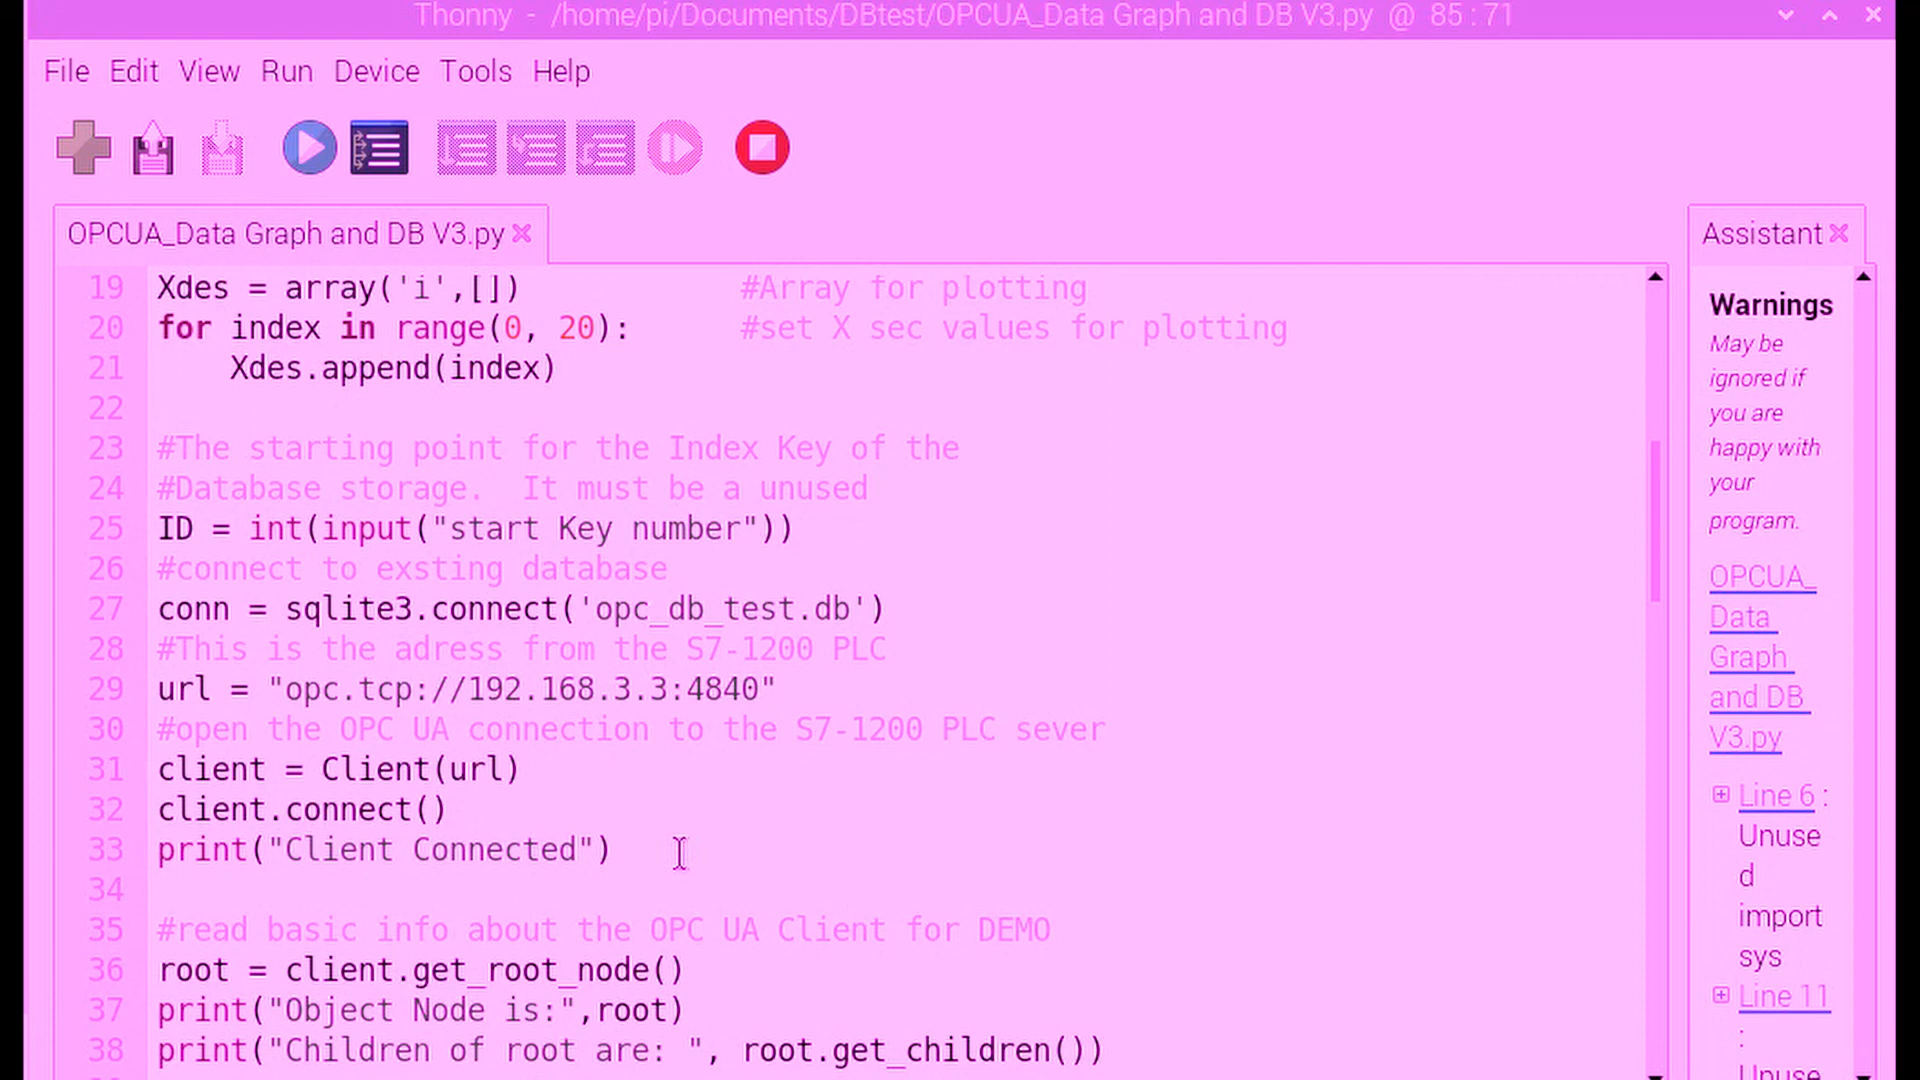 Thonny - /home/pi/Documents/DBtest/OPCUA_Data Graph and DB V3.py @ 85:71
File Edit View Run Device Tools Help
OPCUA_Data Graph and DB V3.py
19 Xdes = array('i',[]) #Array for plotting
20 for index in range(0, 20): #set X sec values for plotting
21 Xdes.append(index)
22
23 #The starting point for the Index Key of the
24 #Database storage. It must be a unused
25 ID = int(input("start Key number"))
26 #connect to exsting database
27 conn = sqlite3.connect('opc_db_test.db')
28 #This is the adress from the S7-1200 PLC
29 url = "opc.tcp://192.168.3.3:4840"
30 #open the OPC UA connection to the S7-1200 PLC sever
31 client = Client(url)
32 client.connect()
33 print("Client Connected")
34
35 #read basic info about the OPC UA Client for DEMO
36 root = client.get_root_node()
37 print("Object Node is:",root)
38 print("Children of root are: ", root.get_children())
Assistant
Warnings
May be
ignored if
you are
happy with
your
program.
OPCUA_
Data
Graph
and DB
V3.py
Line 6 :
Unuse
d
import
sys
Line 11
:
Unuse